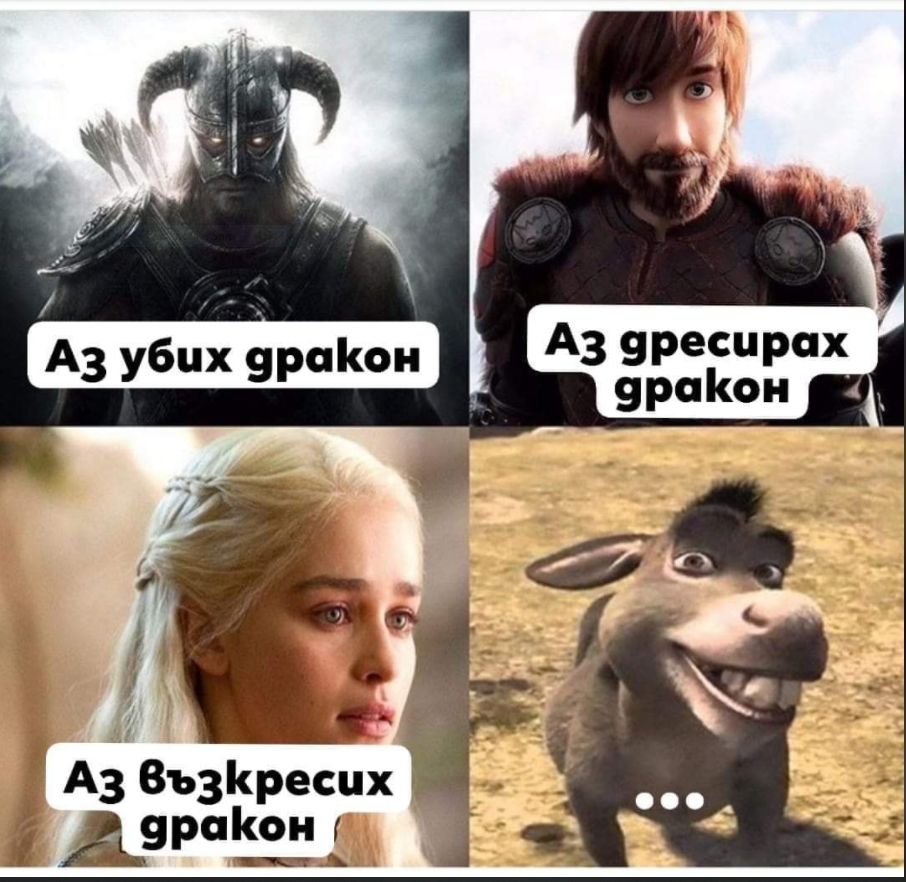 Аз убих дракон
Аз дресирах
дракон
Аз възкресих
дракон
...